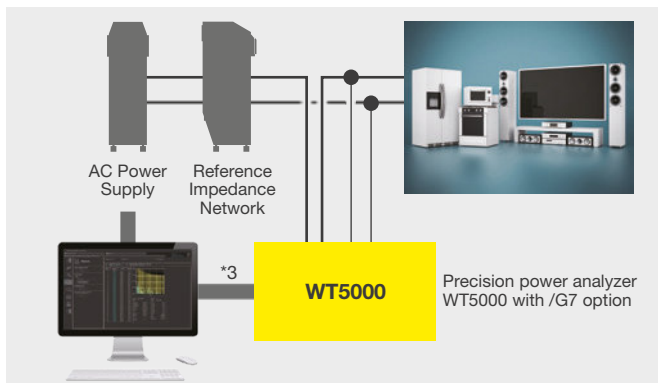 AC Power
Supply
Reference
Impedance
Network
*3
WT5000
Precision power analyzer
WT5000 with /G7 option